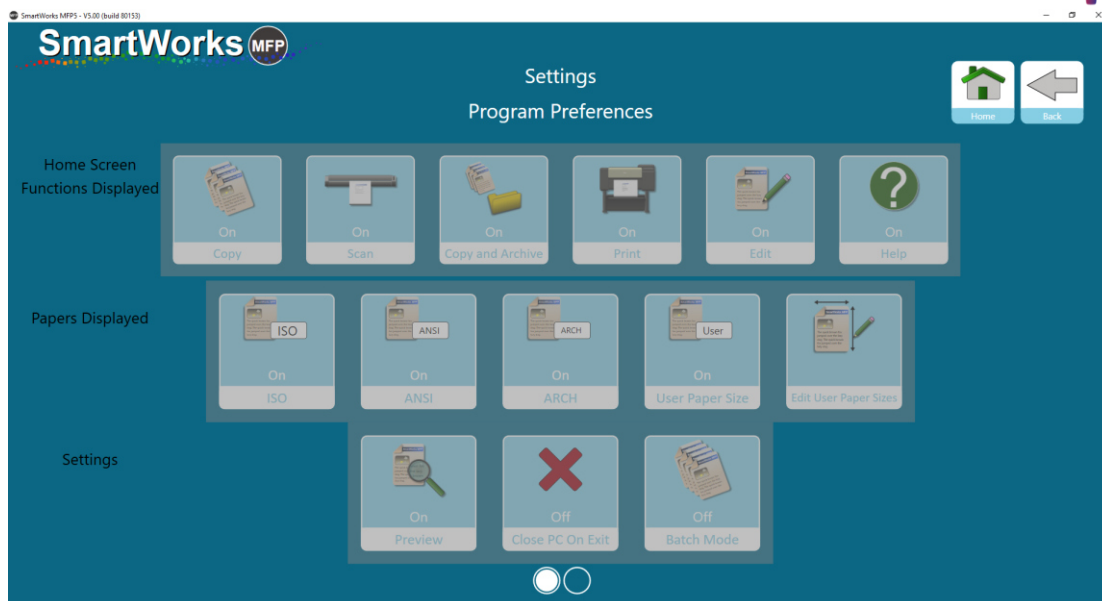 SmartWorks MFP5 - V5.00 (build 80153)
SmartWorks MFP
Settings
Program Preferences
Home
Back
Home Screen
Functions Displayed
On
Copy
On
Scan
On
Copy and Archive
On
Print
On
Edit
?
On
Help
Papers Displayed
ISO
On
ISO
ANSI
On
ANSI
ARCH
On
ARCH
User
On
User Paper Size
Edit User Paper Sizes
Settings
On
Preview
Off
Close PC On Exit
Off
Batch Mode